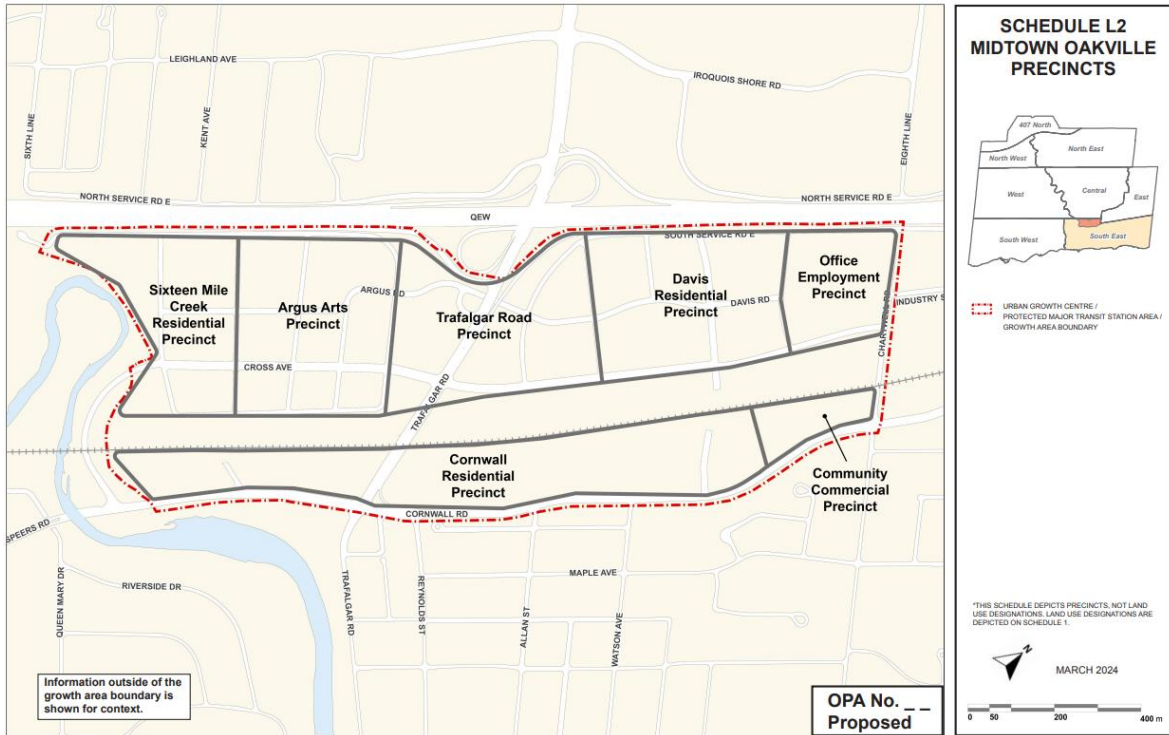 LEIGHLAND AVE
IROQUOIS SHORE RD
SIXTH LINE
KENT AVE
EIGHTH LINE
NORTH SERVICE RD E
NORTH SERVICE RD E
QEW
SOUTH SERVICE RD E
Sixteen Mile
Creek
Residential
Precinct
Argus Arts
Precinct
ARGUS RD
Trafalgar Road
Precinct
Davis
Residential
Precinct
DAVIS RD
Office
Employment
Precinct
INDUSTRY S
CHARTWELL RD
CROSS AVE
TRAFALGAR RD
Cornwall
Residential
Precinct
Community
Commercial
Precinct
CORNWALL RD
SPEERS RD
QUEEN MARY DR
RIVERSIDE DR
TRAFALGAR RD
REYNOLDS ST
ALLAN ST
WATSON AVE
MAPLE AVE
Information outside of the
growth area boundary is
shown for context.
OPA No. _ _
Proposed
SCHEDULE L2
MIDTOWN OAKVILLE
PRECINCTS
407 North
North West
North East
West
Central
East
South West
South East
URBAN GROWTH CENTRE /
PROTECTED MAJOR TRANSIT STATION AREA /
GROWTH AREA BOUNDARY
*THIS SCHEDULE DEPICTS PRECINCTS, NOT LAND
USE DESIGNATIONS. LAND USE DESIGNATIONS ARE
DEPICTED ON SCHEDULE 1.
N
MARCH 2024
0 50 200 400 m